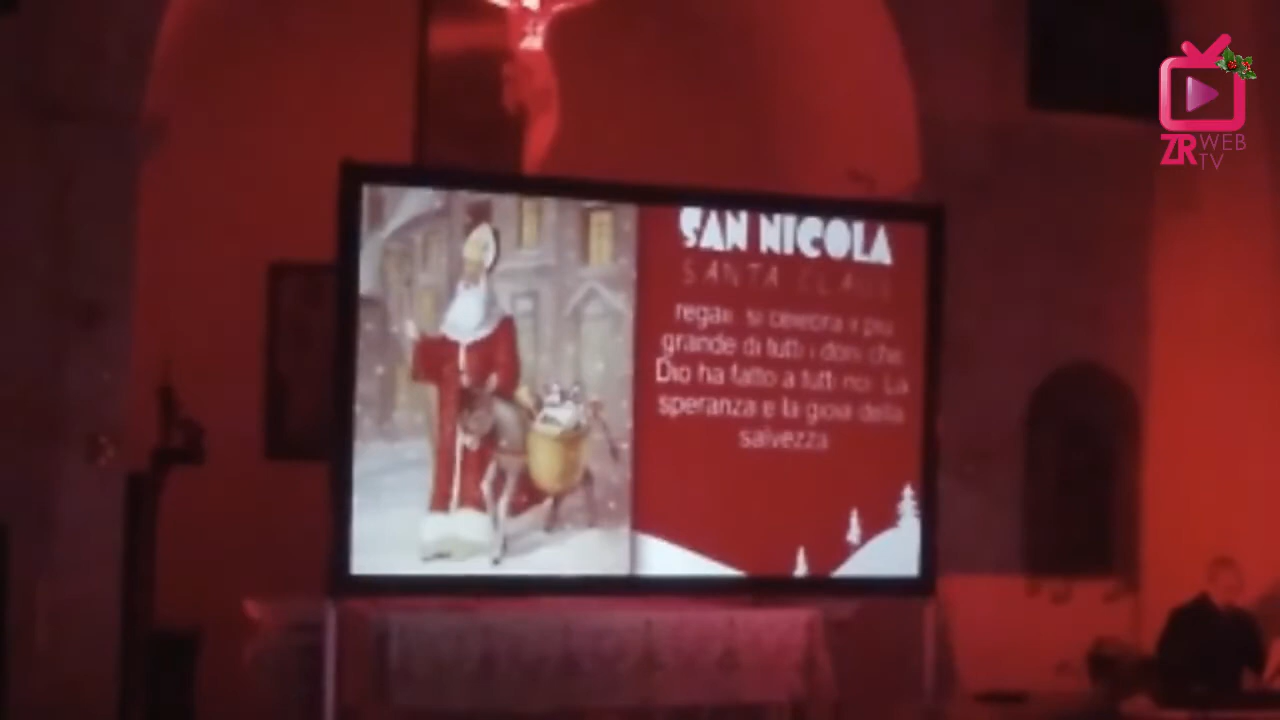 ZR WEB
TV
SAN NICOLA
SANTA CLAUS
regali, si celebra il più
grande di tutti i doni che
Dio ha fatto a tutti noi. La
speranza e la gioia della
salvezza